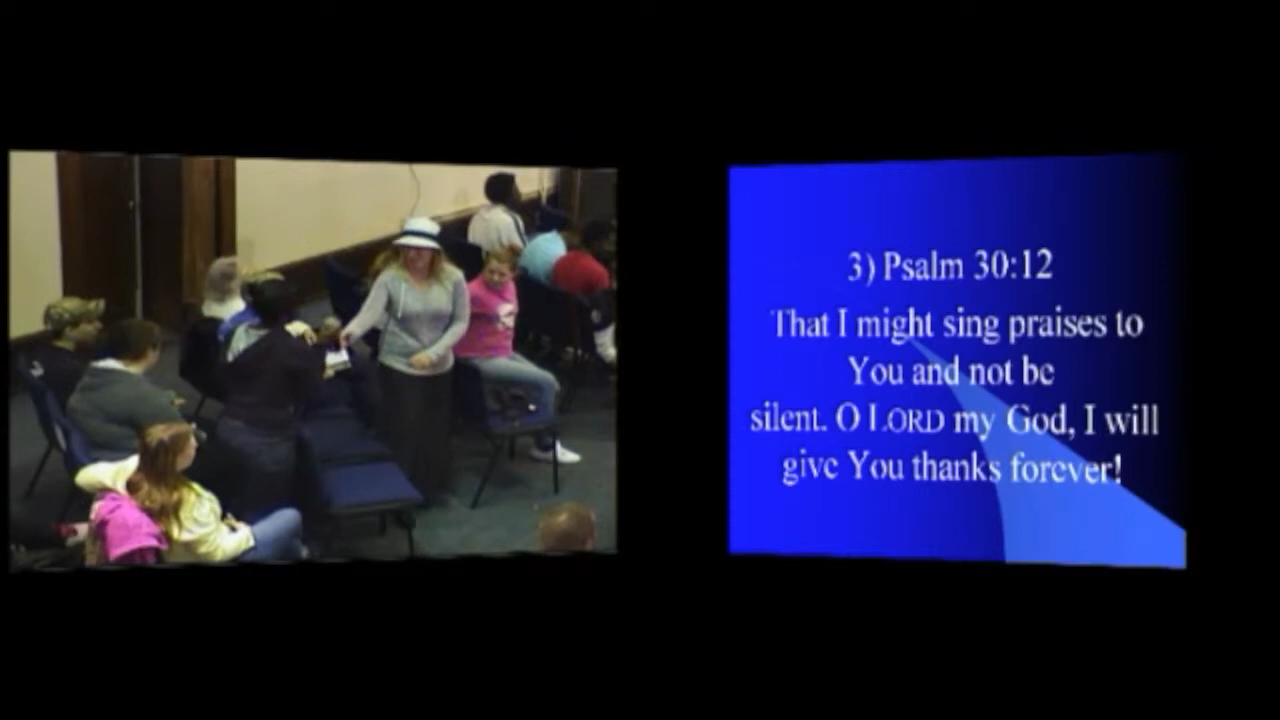 3) Psalm 30:12
That I might sing praises to
You and not be
silent. O LORD my God, I will
give You thanks forever!